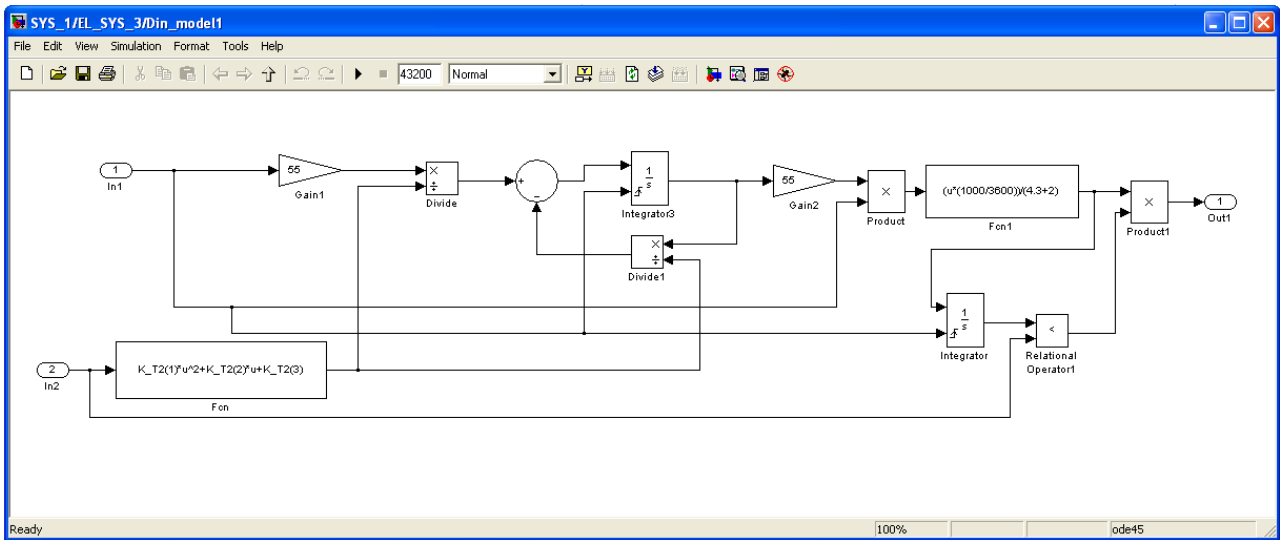 SYS_1/EL_SYS_3/Din_model1
File Edit View Simulation Format Tools Help
43200 Normal
1
In1
55
Gain1
×
÷
Divide
+
−
1
s
Integrator3
×
÷
Divide1
55
Gain2
×
Product
(u*(1000/3600))/(4.3+2)
Fcn1
×
Product1
1
Out1
1
s
Integrator
<
Relational
Operator1
2
In2
K_T2(1)*u^2+K_T2(2)*u+K_T2(3)
Fcn
Ready 100% ode45